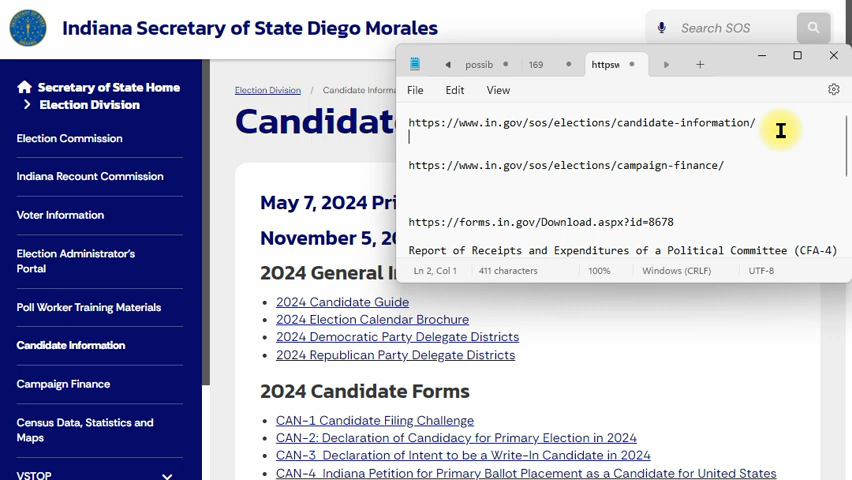 Indiana Secretary of State Diego Morales
Search SOS
Secretary of State Home
Election Division
Election Commission
Indiana Recount Commission
Voter Information
Election Administrator's
Portal
Poll Worker Training Materials
Candidate Information
Campaign Finance
Census Data, Statistics and
Maps
VSTOP
Election Division / Candidate Informa
Candidat
May 7, 2024 Pri
November 5, 20
2024 General I
2024 Candidate Guide
2024 Election Calendar Brochure
2024 Democratic Party Delegate Districts
2024 Republican Party Delegate Districts
2024 Candidate Forms
CAN-1 Candidate Filing Challenge
CAN-2: Declaration of Candidacy for Primary Election in 2024
CAN-3 Declaration of Intent to be a Write-In Candidate in 2024
CAN-4 Indiana Petition for Primary Ballot Placement as a Candidate for United States
possib
169
httpsw
File Edit View
https://www.in.gov/sos/elections/candidate-information/
https://www.in.gov/sos/elections/campaign-finance/
https://forms.in.gov/Download.aspx?id=8678
Report of Receipts and Expenditures of a Political Committee (CFA-4)
Ln 2, Col 1 411 characters 100% Windows (CRLF) UTF-8